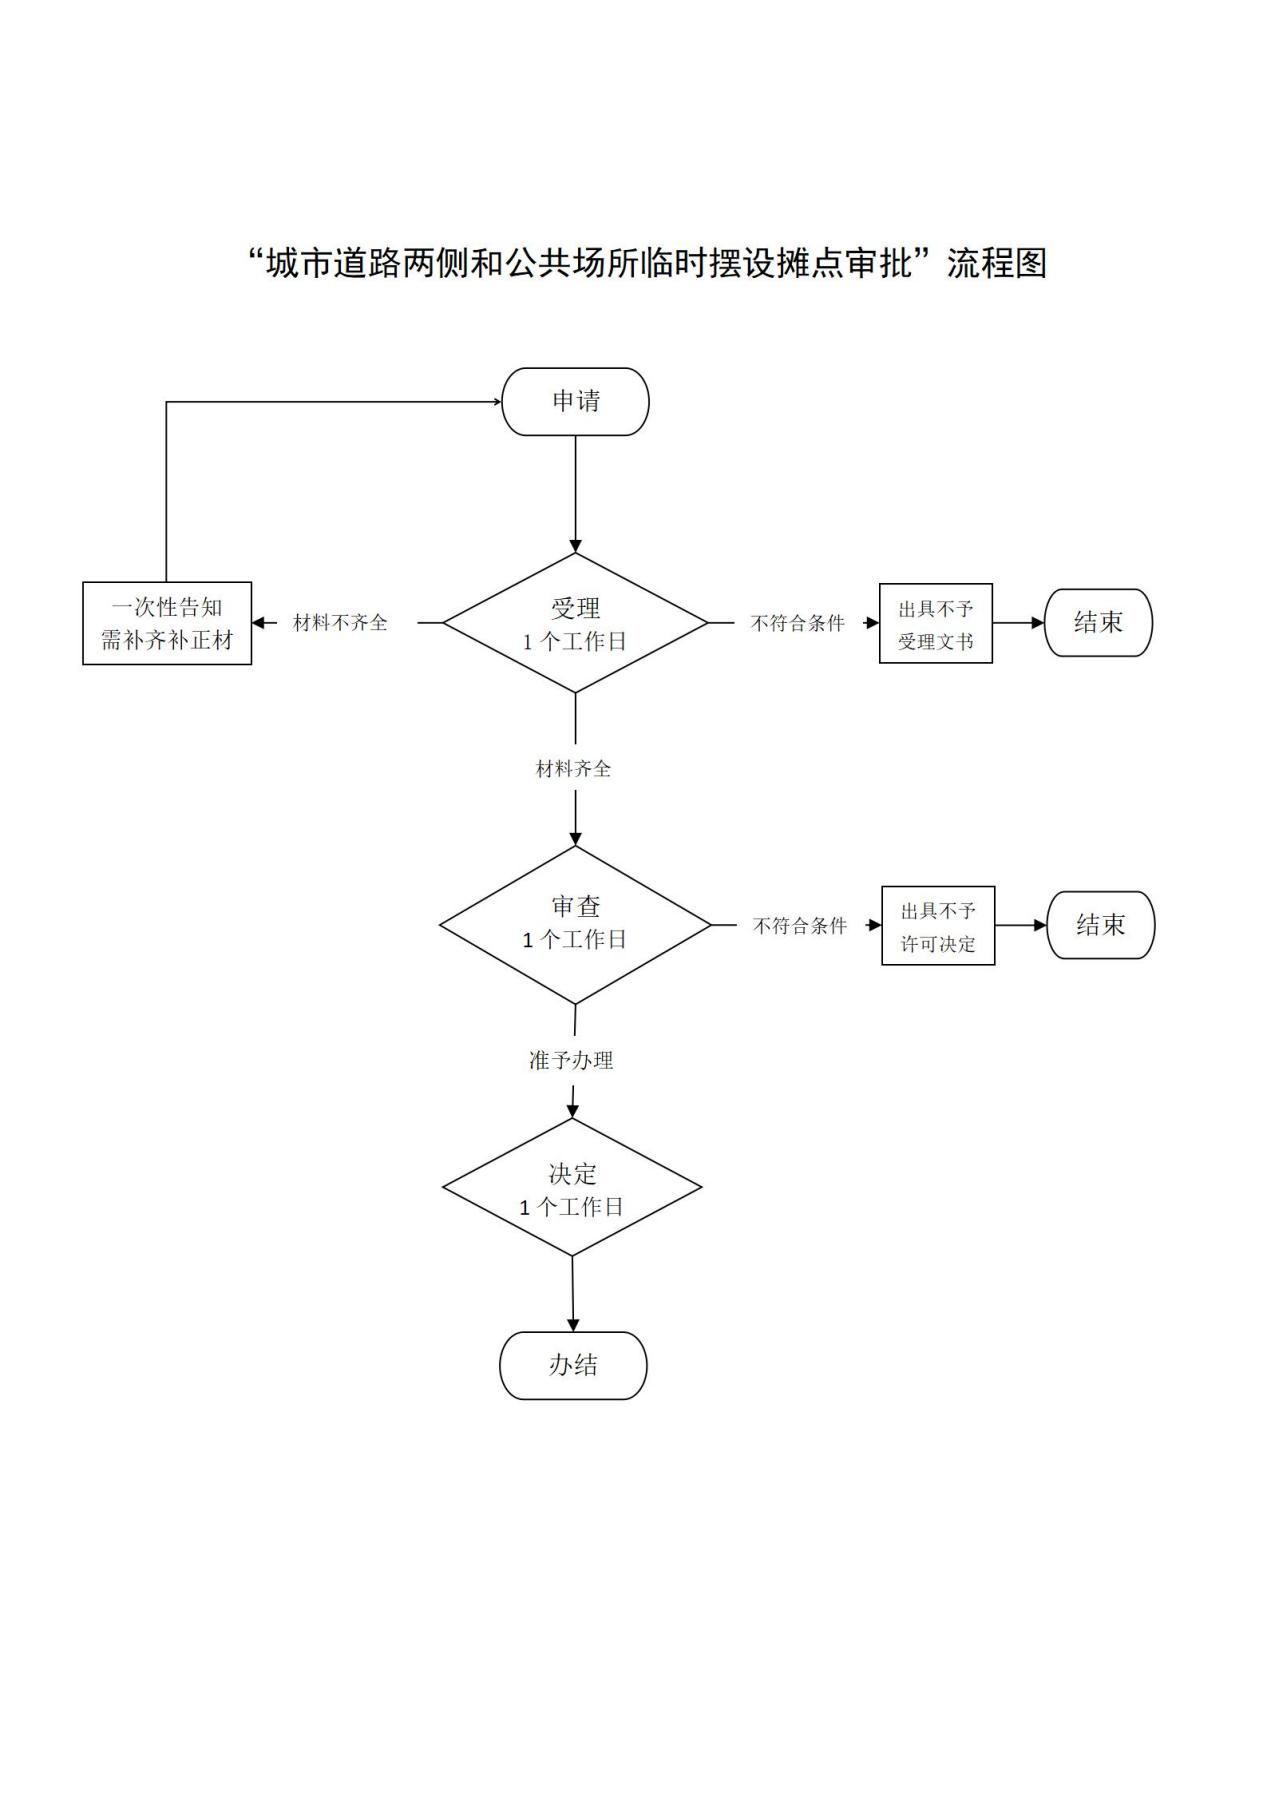 “城市道路两侧和公共场所临时摆设摊点审批”流程图
申请
一次性告知
需补齐补正材
材料不齐全
受理
1 个工作日
不符合条件
出具不予
受理文书
结束
材料齐全
审查
1 个工作日
不符合条件
出具不予
许可决定
结束
准予办理
决定
1 个工作日
办结